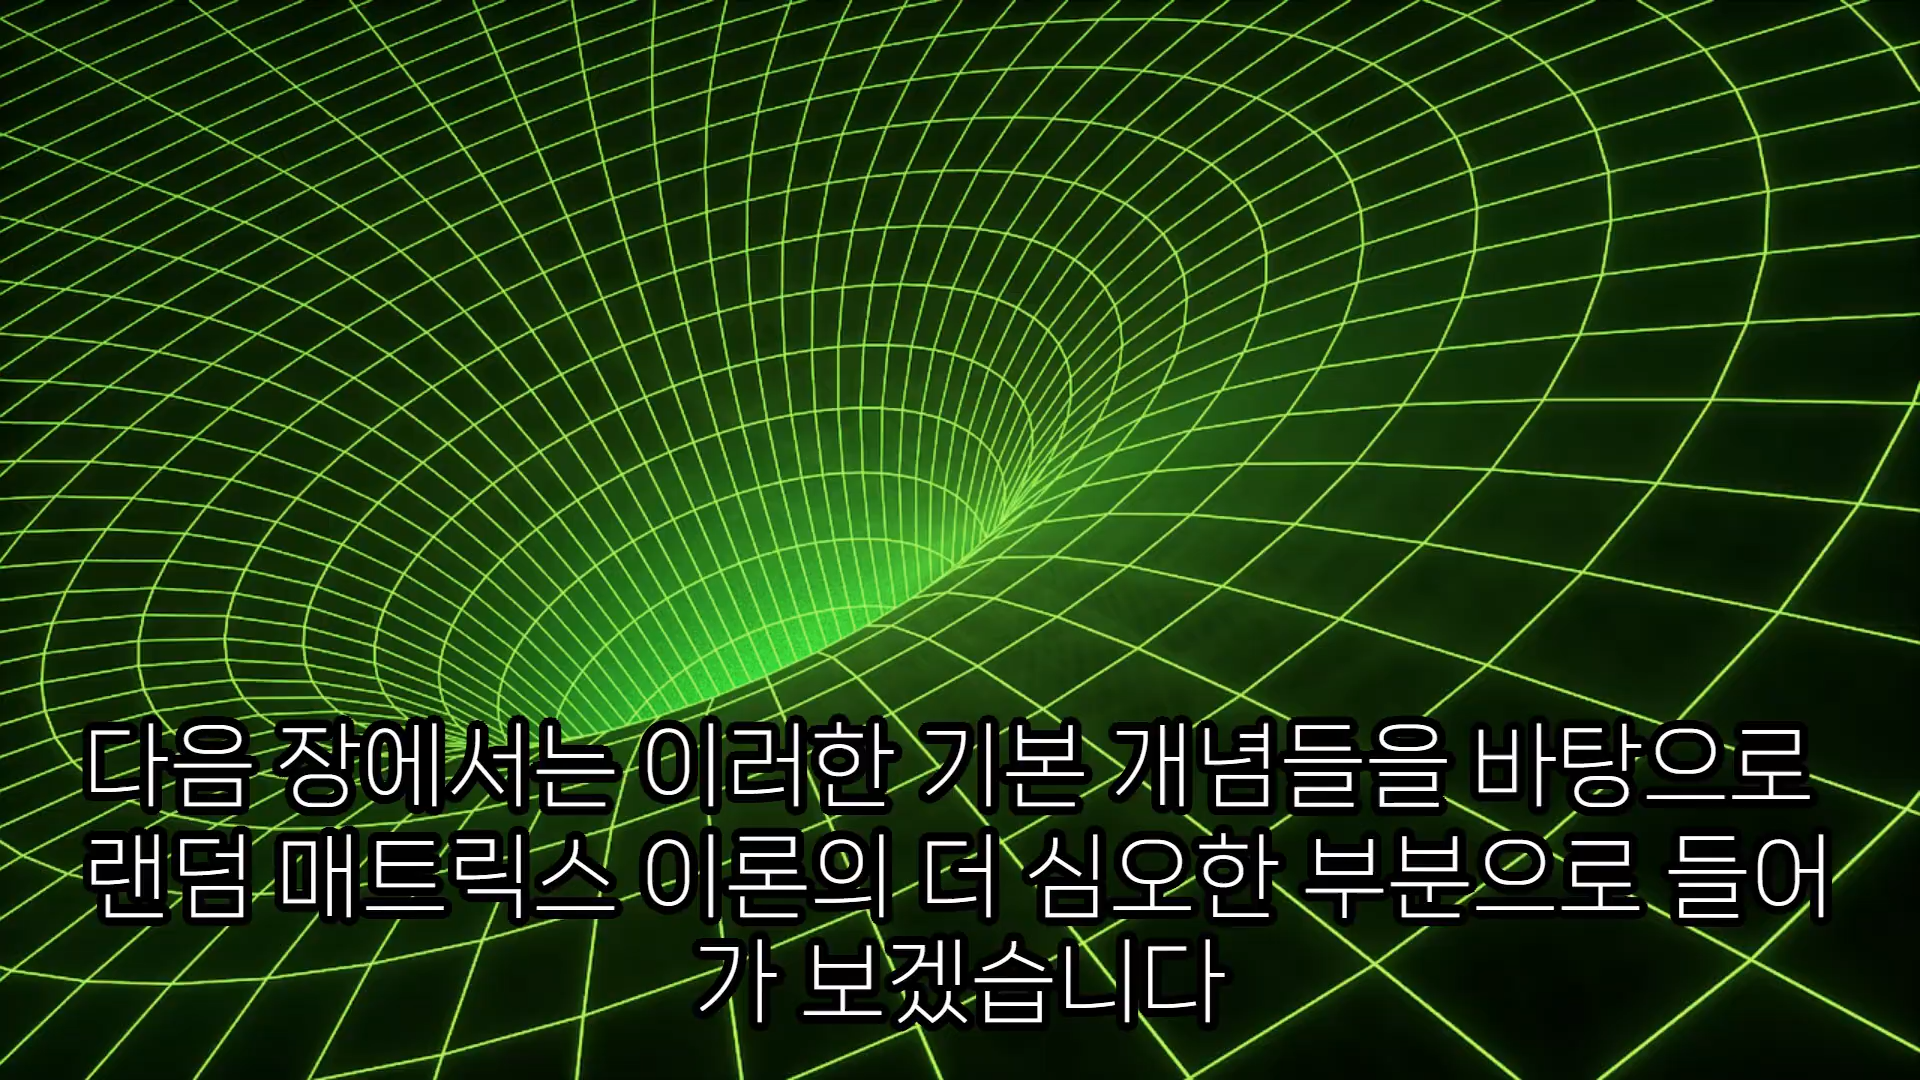 다음 장에서는 이러한 기본 개념들을 바탕으로
랜덤 매트릭스 이론의 더 심오한 부분으로 들어
가 보겠습니다